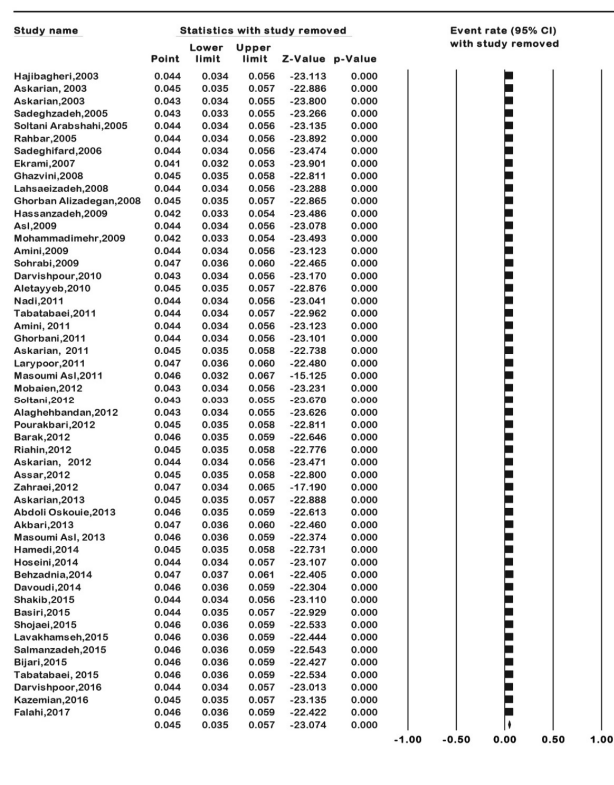 Study name Statistics with study removed Event rate (95% CI)
with study removed
Lower Upper
Point limit limit Z-Value p-Value
Hajibagheri,2003 0.044 0.034 0.056 -23.113 0.000
Askarian, 2003 0.045 0.035 0.057 -22.886 0.000
Askarian,2003 0.043 0.034 0.055 -23.800 0.000
Sadeghzadeh,2005 0.043 0.033 0.055 -23.266 0.000
Soltani Arabshahi,2005 0.044 0.034 0.056 -23.135 0.000
Rahbar,2005 0.044 0.034 0.056 -23.892 0.000
Sadeghifard,2006 0.044 0.034 0.056 -23.474 0.000
Ekrami,2007 0.041 0.032 0.053 -23.901 0.000
Ghazvini,2008 0.045 0.035 0.058 -22.811 0.000
Lahsaeizadeh,2008 0.044 0.034 0.056 -23.288 0.000
Ghorban Alizadegan,2008 0.045 0.035 0.057 -22.865 0.000
Hassanzadeh,2009 0.042 0.033 0.054 -23.486 0.000
Asl,2009 0.044 0.034 0.056 -23.078 0.000
Mohammadimehr,2009 0.042 0.033 0.054 -23.493 0.000
Amini,2009 0.044 0.034 0.056 -23.123 0.000
Sohrabi,2009 0.047 0.036 0.060 -22.465 0.000
Darvishpour,2010 0.043 0.034 0.056 -23.170 0.000
Aletayyeb,2010 0.045 0.035 0.057 -22.876 0.000
Nadi,2011 0.044 0.034 0.056 -23.041 0.000
Tabatabaei,2011 0.044 0.034 0.057 -22.962 0.000
Amini, 2011 0.044 0.034 0.056 -23.123 0.000
Ghorbani,2011 0.044 0.034 0.056 -23.101 0.000
Askarian, 2011 0.045 0.035 0.058 -22.738 0.000
Larypoor,2011 0.047 0.036 0.060 -22.480 0.000
Masoumi Asl,2011 0.046 0.032 0.067 -15.125 0.000
Mobaien,2012 0.043 0.034 0.056 -23.231 0.000
Soltani,2012 0.043 0.033 0.055 -23.678 0.000
Alaghehbandan,2012 0.043 0.034 0.055 -23.626 0.000
Pourakbari,2012 0.045 0.035 0.058 -22.811 0.000
Barak,2012 0.046 0.035 0.059 -22.646 0.000
Riahin,2012 0.045 0.035 0.058 -22.776 0.000
Askarian, 2012 0.044 0.034 0.056 -23.471 0.000
Assar,2012 0.045 0.035 0.058 -22.800 0.000
Zahraei,2012 0.047 0.034 0.065 -17.190 0.000
Askarian,2013 0.045 0.035 0.057 -22.888 0.000
Abdoli Oskouie,2013 0.046 0.035 0.059 -22.613 0.000
Akbari,2013 0.047 0.036 0.060 -22.460 0.000
Masoumi Asl, 2013 0.046 0.036 0.059 -22.374 0.000
Hamedi,2014 0.045 0.035 0.058 -22.731 0.000
Hoseini,2014 0.044 0.034 0.057 -23.107 0.000
Behzadnia,2014 0.047 0.037 0.061 -22.405 0.000
Davoudi,2014 0.046 0.036 0.059 -22.304 0.000
Shakib,2015 0.044 0.034 0.056 -23.110 0.000
Basiri,2015 0.044 0.035 0.057 -22.929 0.000
Shojaei,2015 0.046 0.036 0.059 -22.533 0.000
Lavakhamseh,2015 0.046 0.036 0.059 -22.444 0.000
Salmanzadeh,2015 0.046 0.036 0.059 -22.543 0.000
Bijari,2015 0.046 0.036 0.059 -22.427 0.000
Tabatabaei, 2015 0.046 0.036 0.059 -22.534 0.000
Darvishpoor,2016 0.044 0.034 0.057 -23.013 0.000
Kazemian,2016 0.045 0.035 0.057 -23.135 0.000
Falahi,2017 0.046 0.036 0.059 -22.422 0.000
0.045 0.035 0.057 -23.074 0.000
-1.00 -0.50 0.00 0.50 1.00